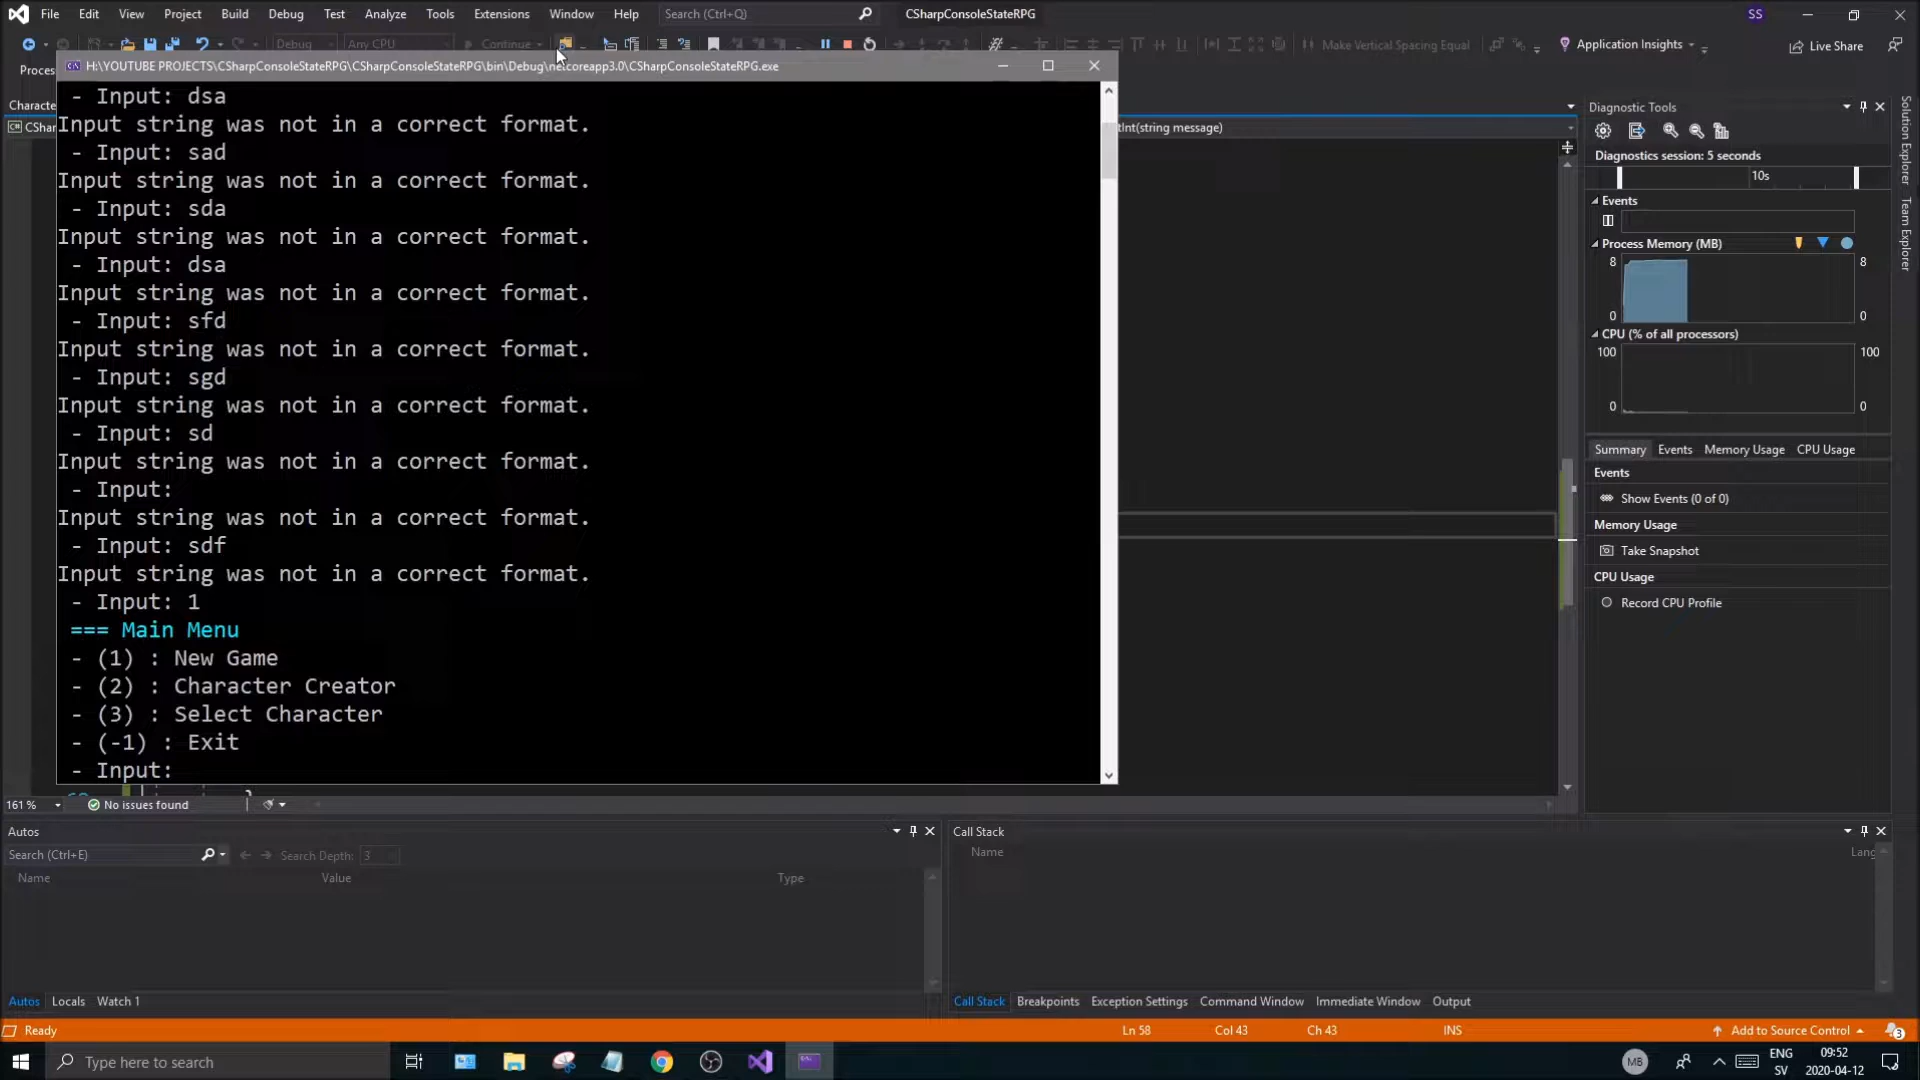 File Edit View Project Build Debug Test Analyze Tools Extensions Window Help Search (Ctrl+Q) CSharpConsoleStateRPG SS
Debug Any CPU Continue Make Vertical Spacing Equal Application Insights Live Share
Proces
H:\YOUTUBE PROJECTS\CSharpConsoleStateRPG\CSharpConsoleStateRPG\bin\Debug\netcoreapp3.0\CSharpConsoleStateRPG.exe
Characte
CShar
tInt(string message)
- Input: dsa
Input string was not in a correct format.
- Input: sad
Input string was not in a correct format.
- Input: sda
Input string was not in a correct format.
- Input: dsa
Input string was not in a correct format.
- Input: sfd
Input string was not in a correct format.
- Input: sgd
Input string was not in a correct format.
- Input: sd
Input string was not in a correct format.
- Input:
Input string was not in a correct format.
- Input: sdf
Input string was not in a correct format.
- Input: 1
=== Main Menu
- (1) : New Game
- (2) : Character Creator
- (3) : Select Character
- (-1) : Exit
- Input:
Diagnostic Tools
Diagnostics session: 5 seconds
10s
Events
Process Memory (MB)
8 8
0 0
CPU (% of all processors)
100 100
0 0
Summary Events Memory Usage CPU Usage
Events
Show Events (0 of 0)
Memory Usage
Take Snapshot
CPU Usage
Record CPU Profile
Solution Explorer
Team Explorer
161 % No issues found
Autos
Search (Ctrl+E) Search Depth: 3
Name Value Type
Autos Locals Watch 1
Call Stack
Name Lang
Call Stack Breakpoints Exception Settings Command Window Immediate Window Output
Ready Ln 58 Col 43 Ch 43 INS Add to Source Control 3
Type here to search
MB
ENG
SV
09:52
2020-04-12